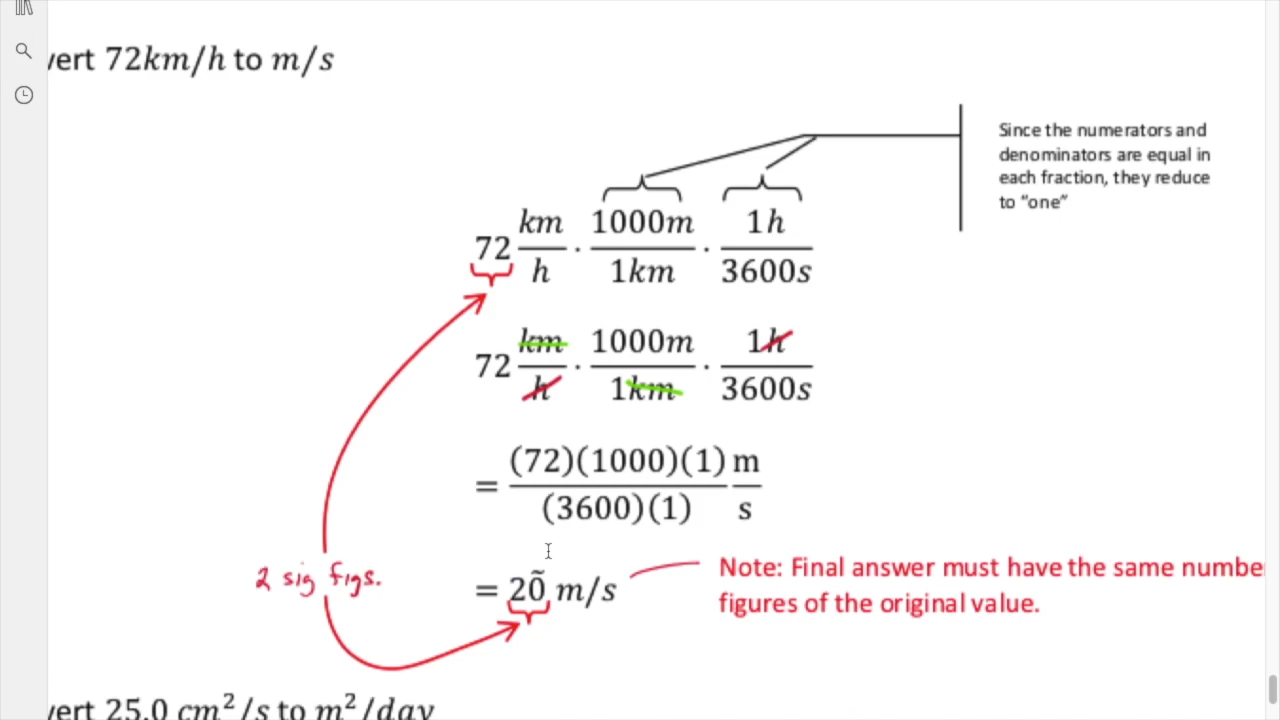 vert 72km/h to m/s
Since the numerators and
denominators are equal in
each fraction, they reduce
to “one”
72 km/h · 1000m/1km · 1h/3600s
72 km/h · 1000m/1km · 1h/3600s
= (72)(1000)(1)/(3600)(1) m/s
2 sig figs.
= 20̃ m/s
Note: Final answer must have the same numbe
figures of the original value.
vert 25.0 cm²/s to m²/day